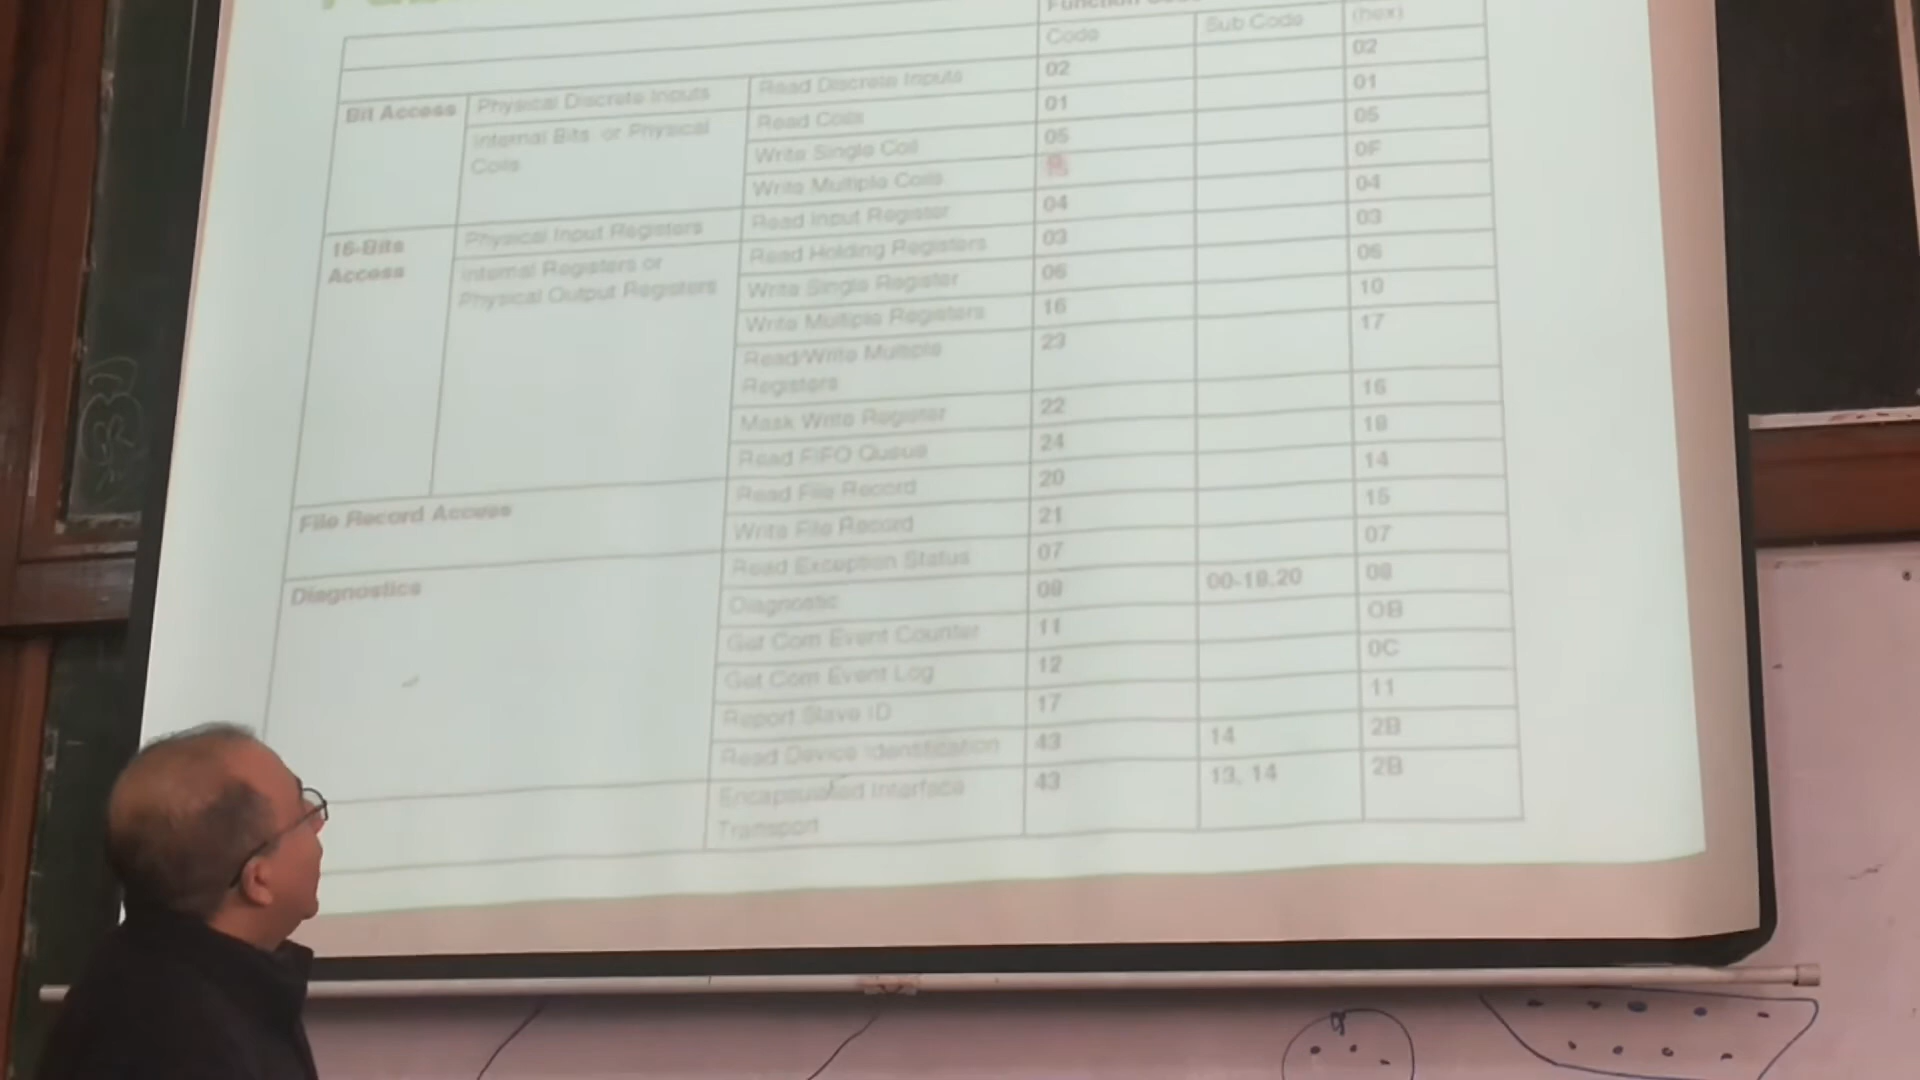 Function
(hex)
Code
Sub Code
Bit Access
Physical Discrete Inputs
Read Discrete Inputs
02
02
Internal Bits or Physical
Coils
Read Coils
01
01
Write Single Coil
05
05
Write Multiple Coils
15
0F
16-Bits
Access
Physical Input Registers
Read Input Register
04
04
Internal Registers or
Physical Output Registers
Read Holding Registers
03
03
Write Single Register
06
06
Write Multiple Registers
16
10
Read/Write Multiple
Registers
23
17
Mask Write Register
22
16
Read FIFO Queue
24
18
File Record Access
Read File Record
20
14
Write File Record
21
15
Diagnostics
Read Exception Status
07
07
Diagnostic
08
00-18,20
08
Get Com Event Counter
11
OB
Get Com Event Log
12
0C
Report Slave ID
17
11
Read Device Identification
43
14
2B
Encapsulated Interface
Transport
43
13, 14
2B